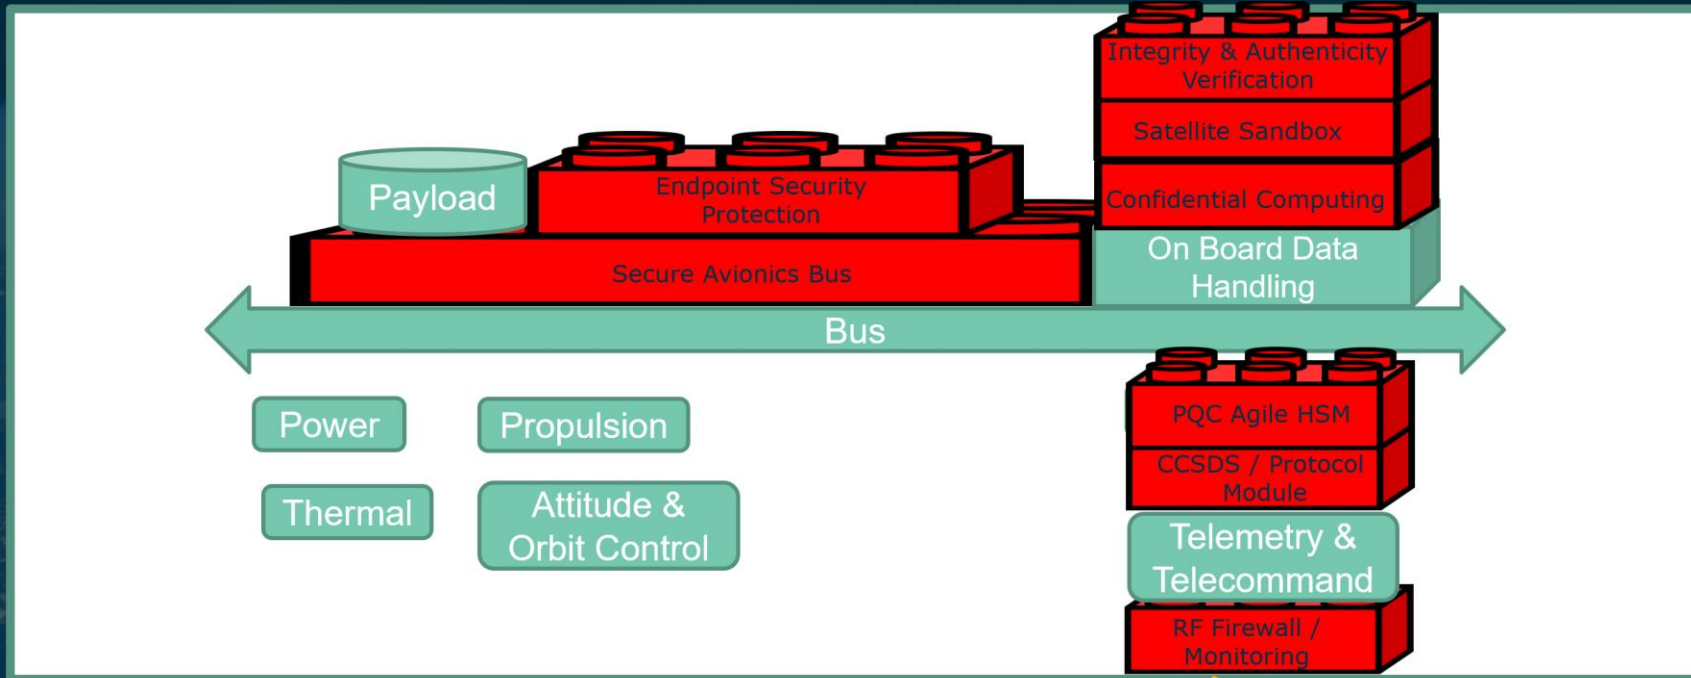 Integrity & Authenticity
Verification
Satellite Sandbox
Confidential Computing
Payload
Endpoint Security
Protection
Secure Avionics Bus
On Board Data
Handling
Bus
Power
Propulsion
Thermal
Attitude &
Orbit Control
PQC Agile HSM
CCSDS / Protocol
Module
Telemetry &
Telecommand
RF Firewall /
Monitoring